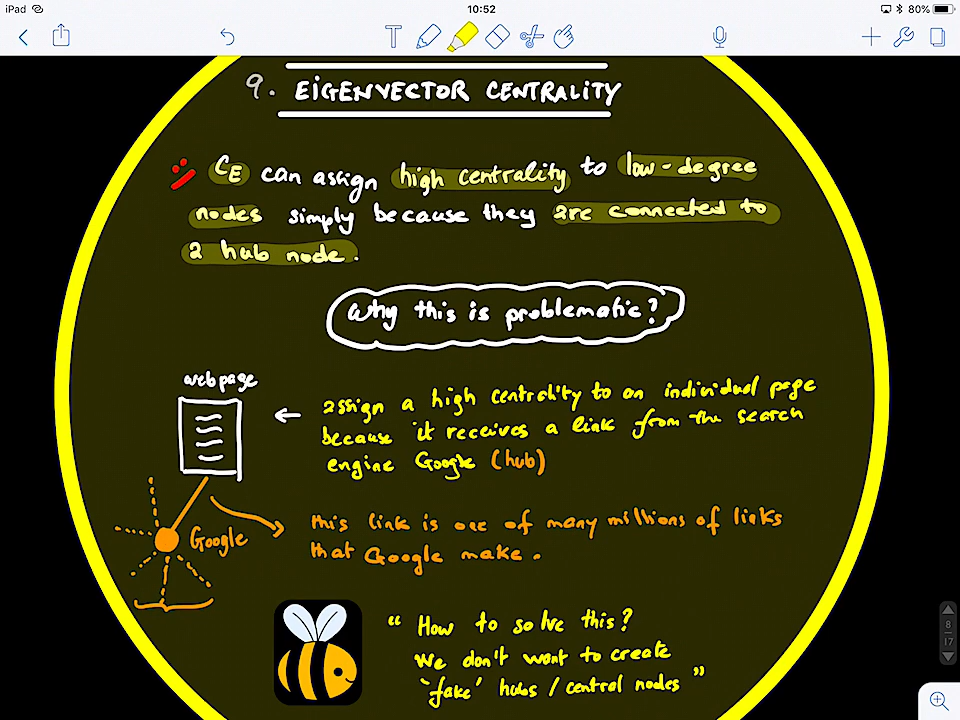 iPad
10:52
80%
T
9. EIGENVECTOR CENTRALITY
CE can assign high centrality to low-degree
nodes simply because they are connected to
a hub node.
Why this is problematic?
webpage
assign a high centrality to an individual page
because it receives a link from the search
engine Google (hub)
Google
this link is one of many millions of links
that Google make.
" How to solve this?
We don't want to create
'fake' hubs / central nodes "
8
17